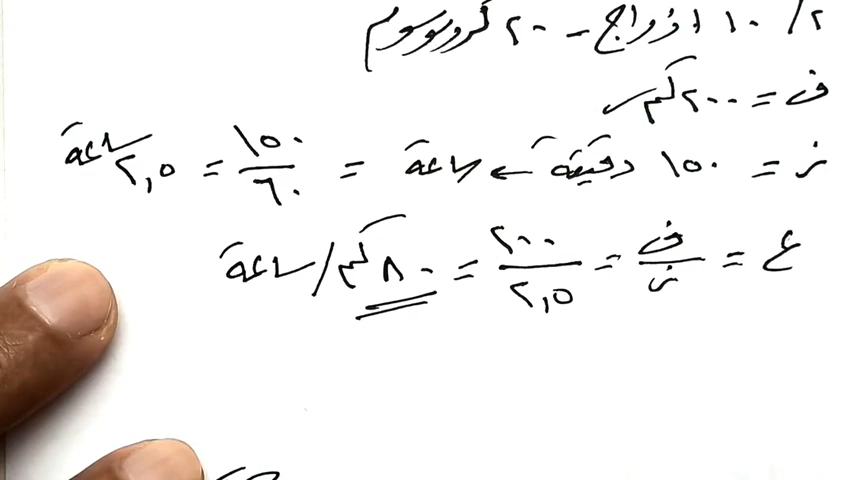 ٢/ ١٠ ازواج - ٢٠ كروموسوم
ف = ٢٠٠ كم
ز = ١٥٠ دقيقة ← ساعة = ١٥٠/٦٠ = ٢,٥ ساعة
ع = ف/ز = ٢٠٠/٢,٥ = ٨٠ كم/ساعة